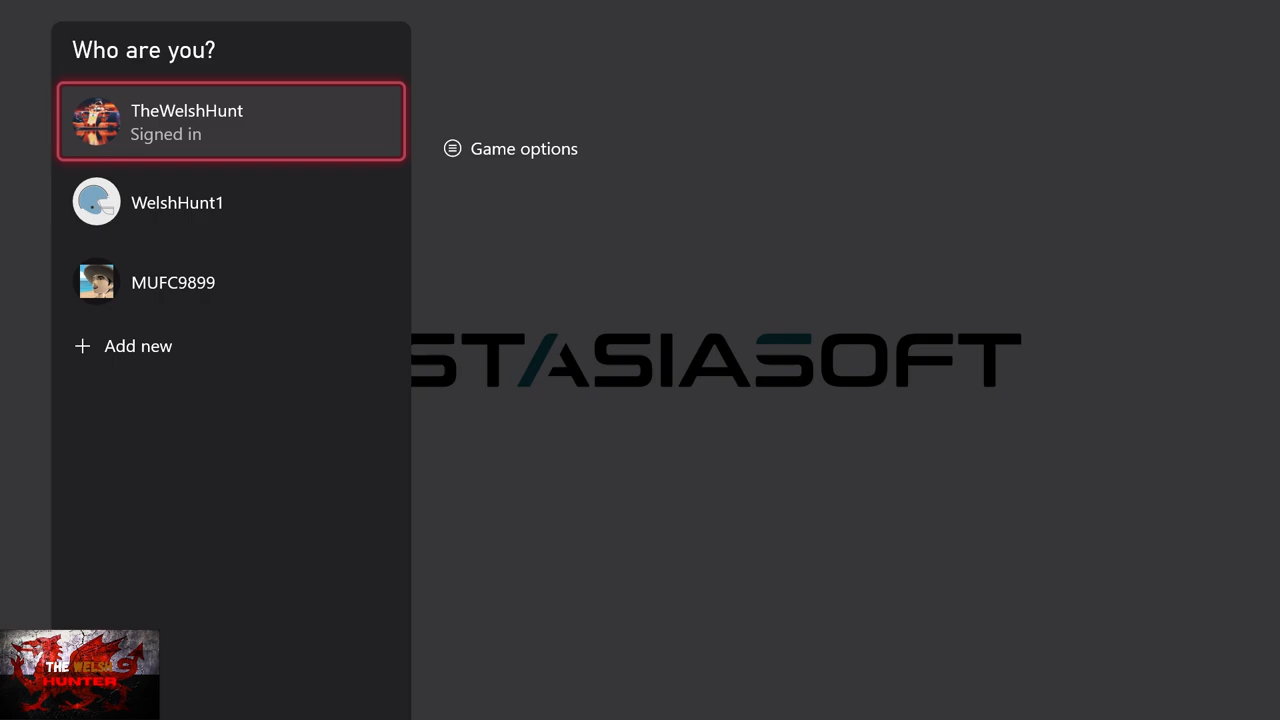 Who are you?
TheWelshHunt
Signed in
Game options
WelshHunt1
MUFC9899
Add new
STASIASOFT
THE WELSH
HUNTER